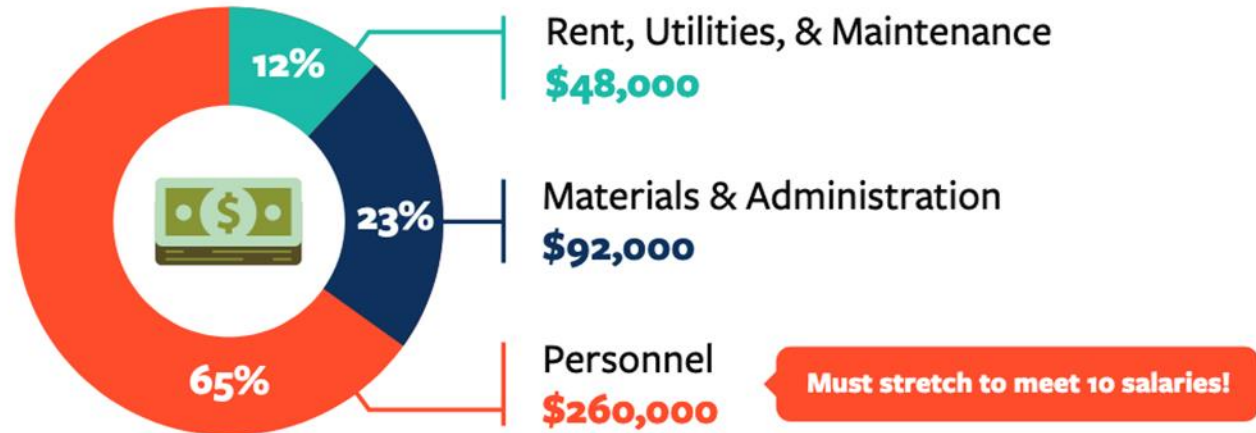 12%
Rent, Utilities, & Maintenance
$48,000
23%
Materials & Administration
$92,000
65%
Personnel
$260,000
Must stretch to meet 10 salaries!
$